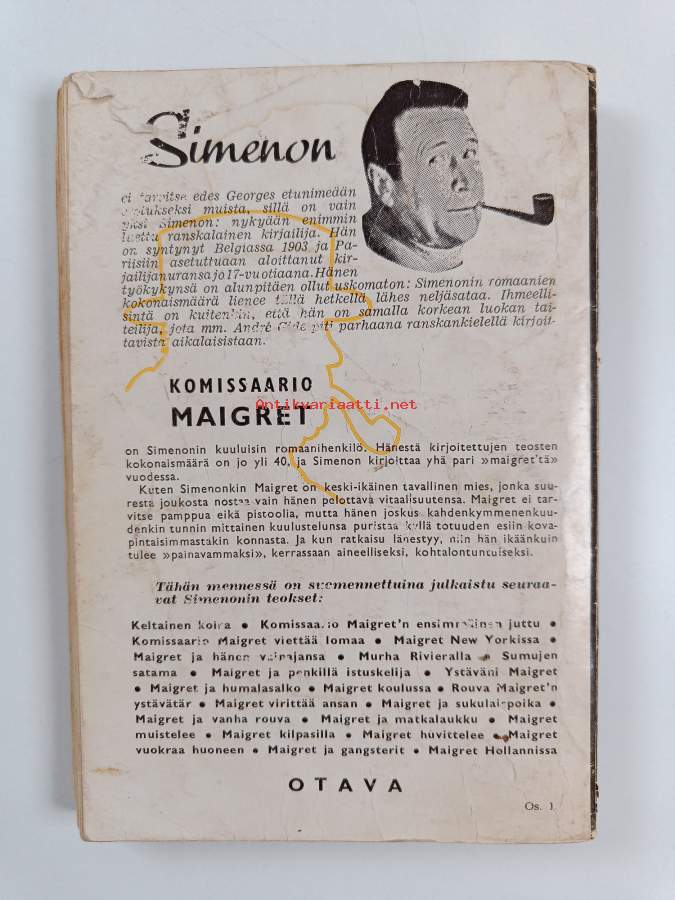 Simenon
ei tarvitse edes Georges etunimeään
avukseksi muista, sillä on vain
yksi Simenon: nykyään enimmin
luettu ranskalainen kirjailija. Hän
on syntynyt Belgiassa 1903 ja Pa-
riisiin asetuttuaan aloittanut kir-
jailijanuransa jo 17-vuotiaana. Hänen
työkykynsä on alunpitäen ollut uskomaton: Simenonin romaanien
kokonaismäärä lienee tällä hetkellä lähes neljäsataa. Ihmeelli-
sintä on kuitenkin, että hän on samalla korkean luokan tai-
teilija, jota mm. André Gide piti parhaana ranskankielellä kirjoit-
tavista aikalaisistaan.
KOMISSAARIO
MAIGRET
Antikvariaatti.net
on Simenonin kuuluisin romaanihenkilö. Hänestä kirjoitettujen teosten
kokonaismäärä on jo yli 40, ja Simenon kirjoittaa yhä pari »maigret'tä»
vuodessa.
Kuten Simenonkin Maigret on keski-ikäinen tavallinen mies, jonka suu-
resta joukosta nostaa vain hänen pelottava vitaalisuutensa. Maigret ei tar-
vitse pamppua eikä pistoolia, mutta hänen joskus kahdenkymmenenkuu-
denkin tunnin mittainen kuulustelunsa puristaa kyllä totuuden esiin kova-
pintaisimmastakin konnasta. Ja kun ratkaisu lähestyy, niin hän ikäänkuin
tulee »painavammaksi», kerrassaan aineelliseksi, kohtalontuntuiseksi.
Tähän mennessä on suomennettuina julkaistu seuraa-
vat Simenonin teokset:
Keltainen koira • Komissaario Maigret'n ensimmäinen juttu •
Komissaario Maigret viettää lomaa • Maigret New Yorkissa •
Maigret ja hänen vainajansa • Murha Rivieralla • Sumujen
satama • Maigret ja penkillä istuskelija • Ystäväni Maigret
• Maigret ja humalasalko • Maigret koulussa • Rouva Maigret'n
ystävätär • Maigret virittää ansan • Maigret ja sukulaispoika •
Maigret ja vanha rouva • Maigret ja matkalaukku • Maigret
muistelee • Maigret kilpasilla • Maigret huvittelee • Maigret
vuokraa huoneen • Maigret ja gangsterit • Maigret Hollannissa
OTAVA
Os. 1